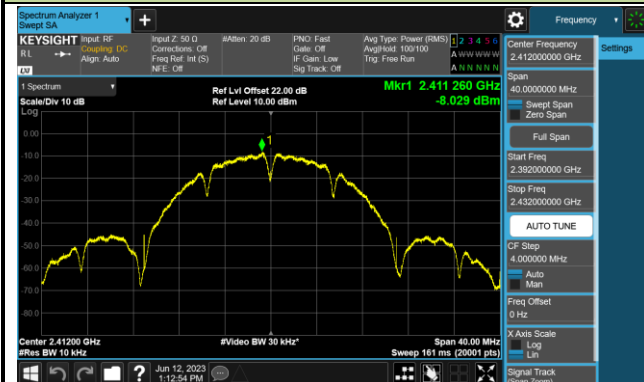 Spectrum Analyzer 1
Swept SA
+
Frequency
KEYSIGHT
Input: RF
Input Z: 50 Ω
#Atten: 20 dB
PNO: Fast
Avg Type: Power (RMS)
1 2 3 4 5 6
RL
Coupling: DC
Corrections: Off
Gate: Off
Avg|Hold: 100/100
A W W W W W
Align: Auto
Freq Ref: Int (S)
IF Gain: Low
Trig: Free Run
NFE: Off
Sig Track: Off
A N N N N N
Center Frequency
2.412000000 GHz
Settings
1 Spectrum
Scale/Div 10 dB
Ref Lvl Offset 22.00 dB
Ref Level 10.00 dBm
Mkr1 2.411 260 GHz
-8.029 dBm
Span
40.0000000 MHz
Swept Span
Zero Span
Log
0.00
1
-10.0
-20.0
-30.0
-40.0
-50.0
-60.0
-70.0
-80.0
Full Span
Start Freq
2.392000000 GHz
Stop Freq
2.432000000 GHz
AUTO TUNE
CF Step
4.000000 MHz
Auto
Man
Freq Offset
0 Hz
X Axis Scale
Log
Lin
Center 2.41200 GHz
#Video BW 30 kHz*
Span 40.00 MHz
#Res BW 10 kHz
Sweep 161 ms (20001 pts)
Signal Track
(Span Zoom)
?
Jun 12, 2023
1:12:54 PM